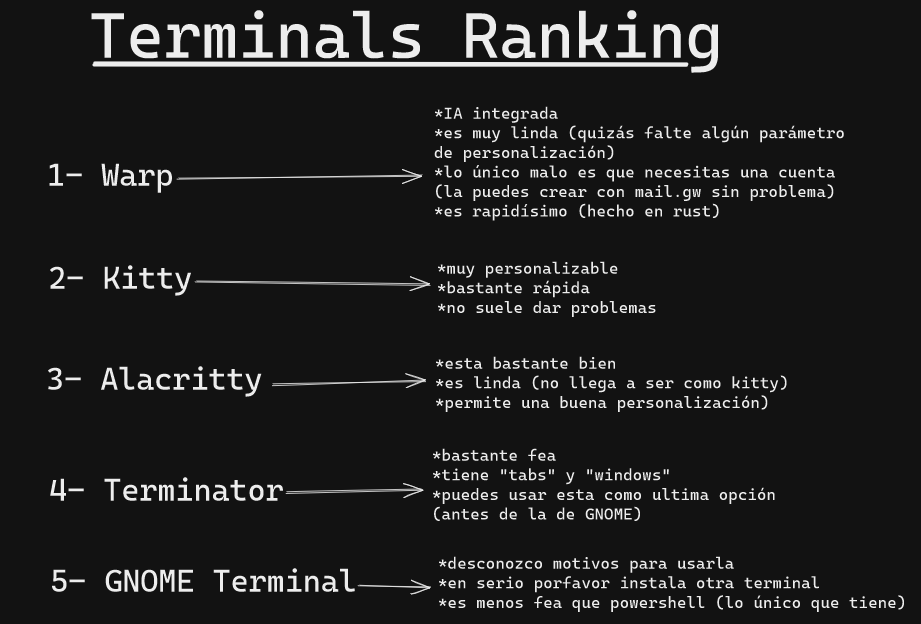 Terminals Ranking
1- Warp
*IA integrada
*es muy linda (quizás falte algún parámetro
de personalización)
*lo único malo es que necesitas una cuenta
(la puedes crear con mail.gw sin problema)
*es rapidísimo (hecho en rust)
2- Kitty
*muy personalizable
*bastante rápida
*no suele dar problemas
3- Alacritty
*esta bastante bien
*es linda (no llega a ser como kitty)
*permite una buena personalización)
4- Terminator
*bastante fea
*tiene "tabs" y "windows"
*puedes usar esta como ultima opción
(antes de la de GNOME)
5- GNOME Terminal
*desconozco motivos para usarla
*en serio porfavor instala otra terminal
*es menos fea que powershell (lo único que tiene)